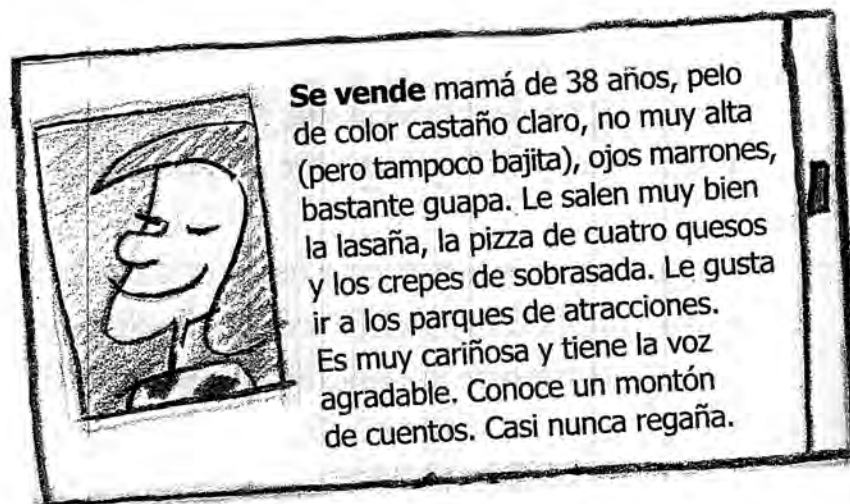 Se vende mamá de 38 años, pelo
de color castaño claro, no muy alta
(pero tampoco bajita), ojos marrones,
bastante guapa. Le salen muy bien
la lasaña, la pizza de cuatro quesos
y los crepes de sobrasada. Le gusta
ir a los parques de atracciones.
Es muy cariñosa y tiene la voz
agradable. Conoce un montón
de cuentos. Casi nunca regaña.